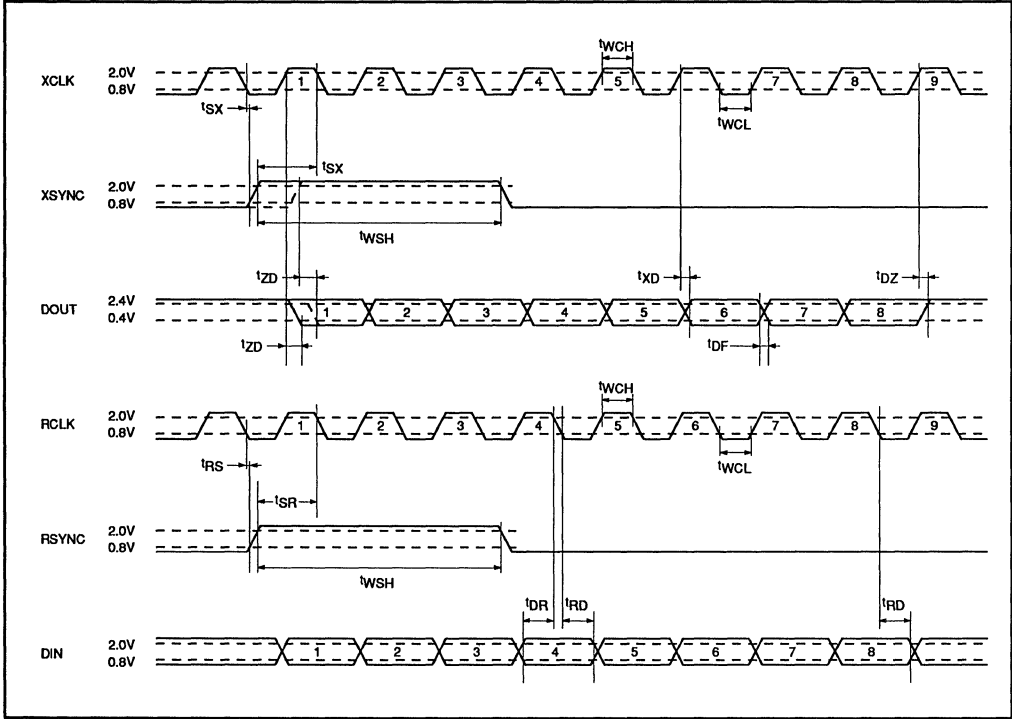 tWCH
XCLK 2.0V 0.8V 1 2 3 4 5 7 8 9
tSX tWCL
tSX
XSYNC 2.0V 0.8V
tWSH
tZD tXD tDZ
DOUT 2.4V 0.4V 1 2 3 4 5 6 7 8
tZD tDF
tWCH
RCLK 2.0V 0.8V 1 2 3 4 5 6 7 8 9
tRS tWCL
tSR
RSYNC 2.0V 0.8V
tWSH
tDR tRD tRD
DIN 2.0V 0.8V 1 2 3 4 5 6 7 8